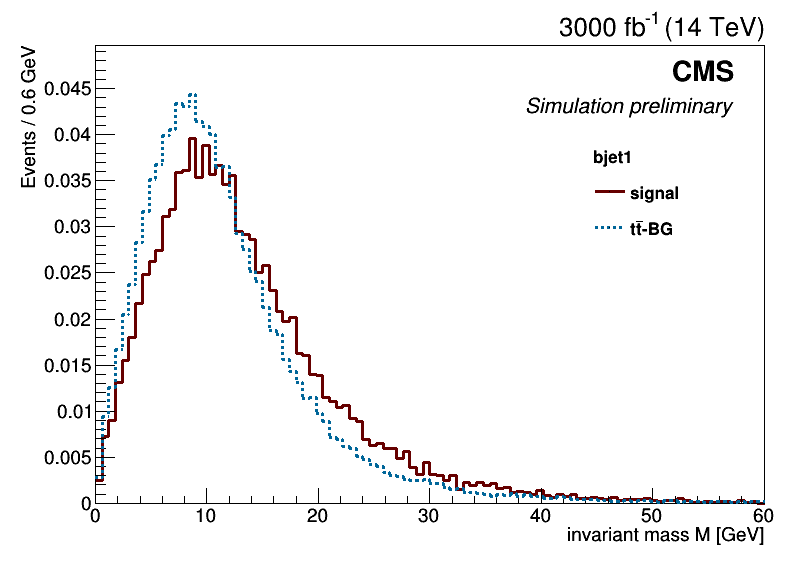 3000 fb⁻¹ (14 TeV)
CMS
Simulation preliminary
bjet1
signal
tt̄-BG
Events / 0.6 GeV
0.045
0.04
0.035
0.03
0.025
0.02
0.015
0.01
0.005
0
0 10 20 30 40 50 60
invariant mass M [GeV]